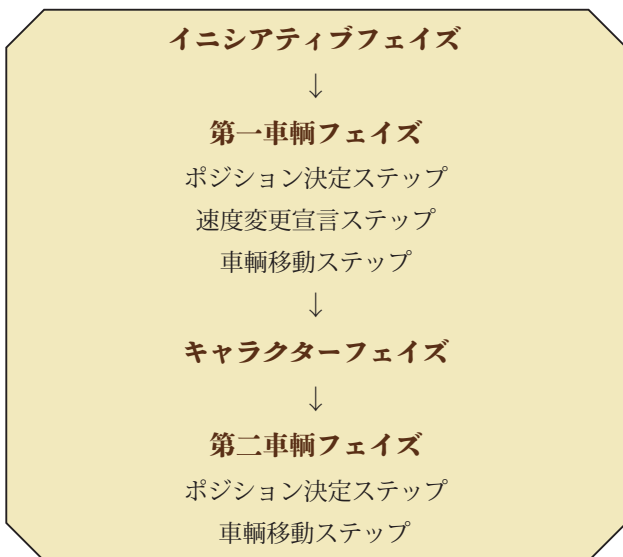 イニシアティブフェイズ
↓
第一車輌フェイズ
ポジション決定ステップ
速度変更宣言ステップ
車輌移動ステップ
↓
キャラクターフェイズ
↓
第二車輌フェイズ
ポジション決定ステップ
車輌移動ステップ